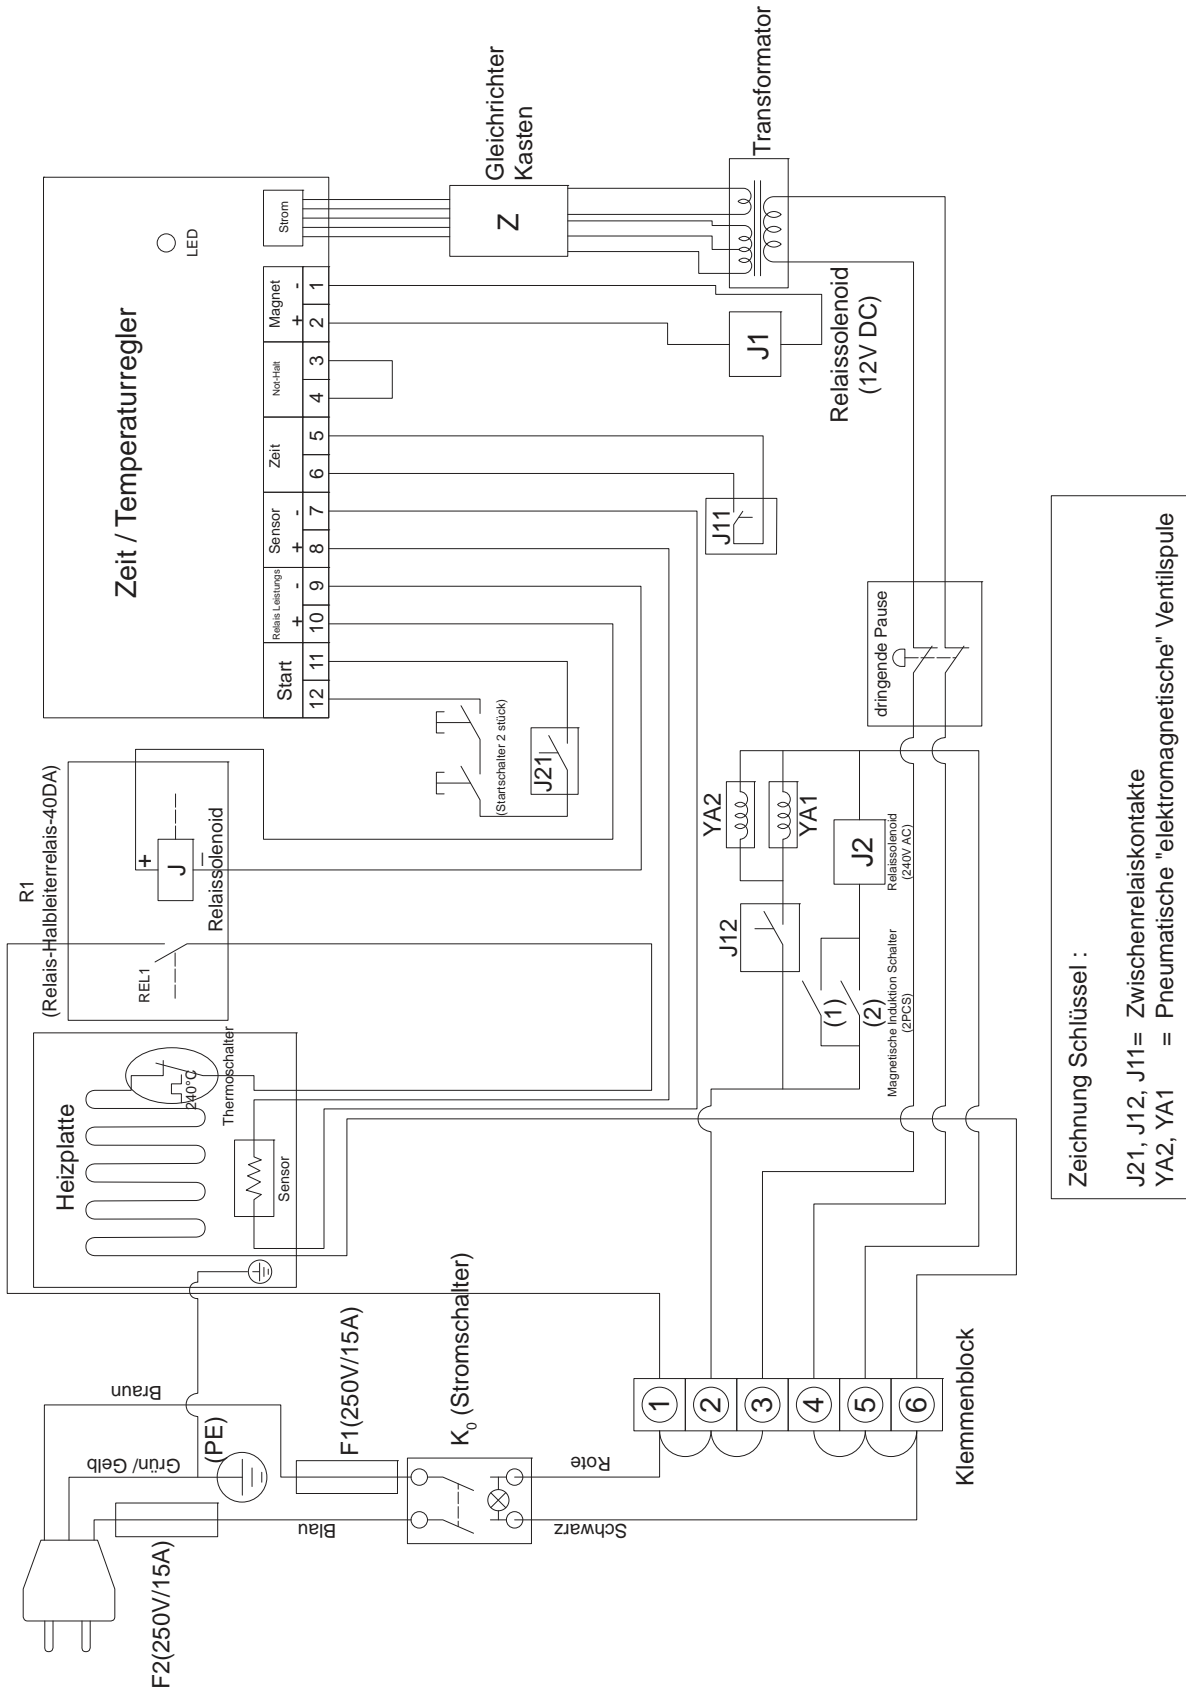 F2(250V/15A)
Blau
Grün/ Gelb
(PE)
Braun
F1(250V/15A)
K0 (Stromschalter)
Rote
Schwarz
1
2
3
4
5
6
Klemmenblock
Heizplatte
240°C
Thermoschalter
Sensor
R1
(Relais-Halbleiterrelais-40DA)
REL1
+
J
–
Relaissolenoid
Zeit / Temperaturregler
LED
Start
Relais Leistungs
+ -
Sensor
+ -
Zeit
Not-Halt
Magnet
+ -
Strom
12 11 10 9 8 7 6 5 4 3 2 1
(Startschalter 2 stück)
J21
J11
J1
Relaissolenoid
(12V DC)
Gleichrichter
Kasten
Z
Transformator
dringende Pause
YA2
YA1
J12
J2
Relaissolenoid
(240V AC)
(1)
(2)
Magnetische Induktion Schalter
(2PCS)
Zeichnung Schlüssel :
J21, J12, J11= Zwischenrelaiskontakte
YA2, YA1 = Pneumatische "elektromagnetische" Ventilspule